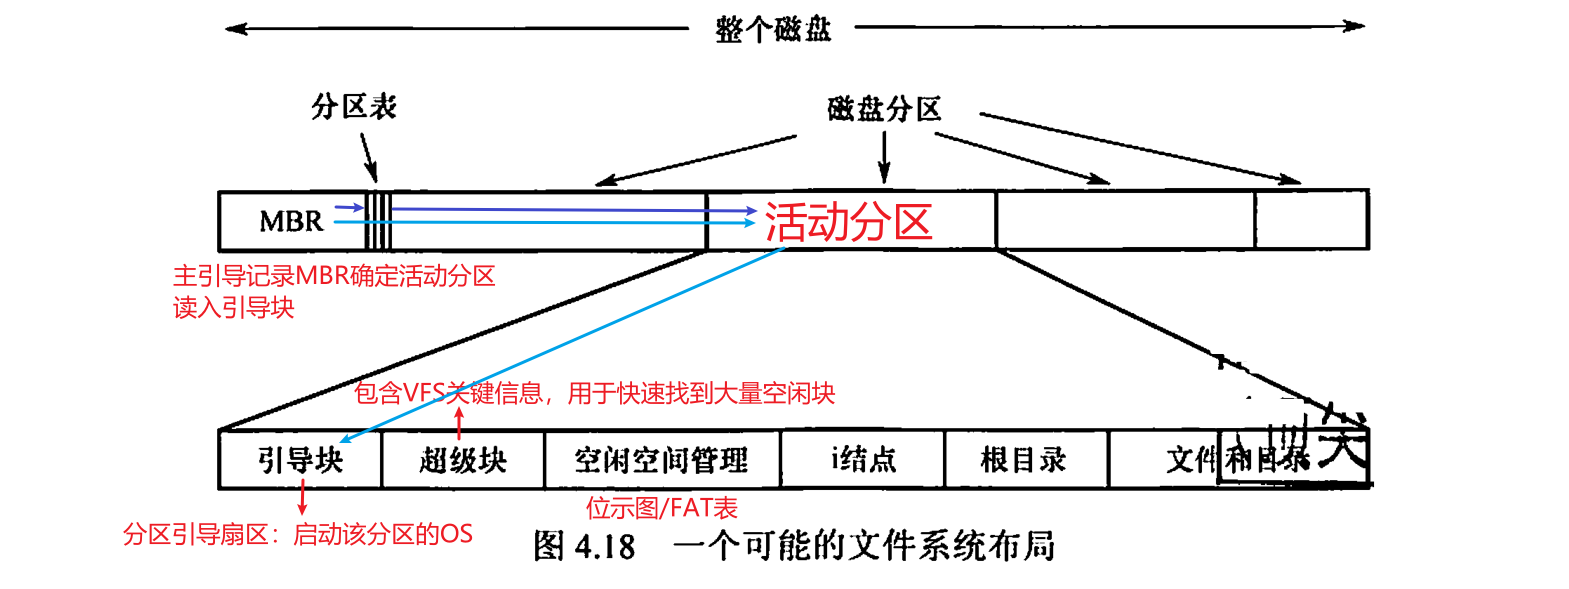 整个磁盘
分区表
磁盘分区
MBR
活动分区
主引导记录MBR确定活动分区
读入引导块
包含VFS关键信息，用于快速找到大量空闲块
引导块
超级块
空闲空间管理
i结点
根目录
文件和目录
位示图/FAT表
分区引导扇区：启动该分区的OS
图 4.18 一个可能的文件系统布局